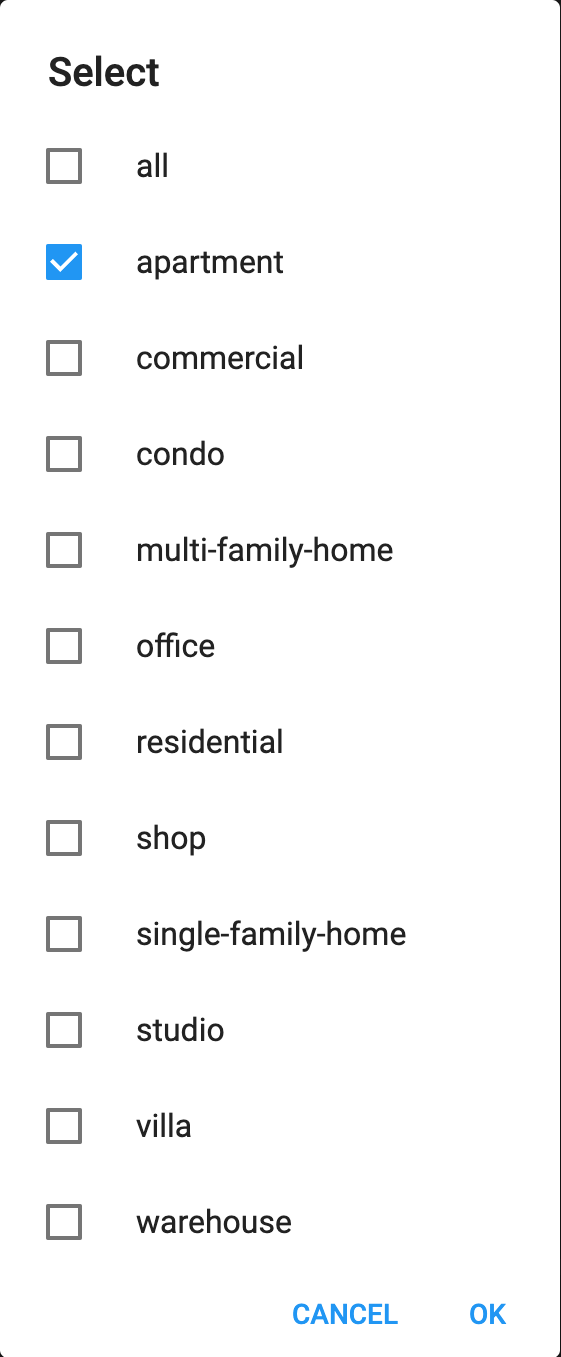 Select
all
apartment
commercial
condo
multi-family-home
office
residential
shop
single-family-home
studio
villa
warehouse
CANCEL OK